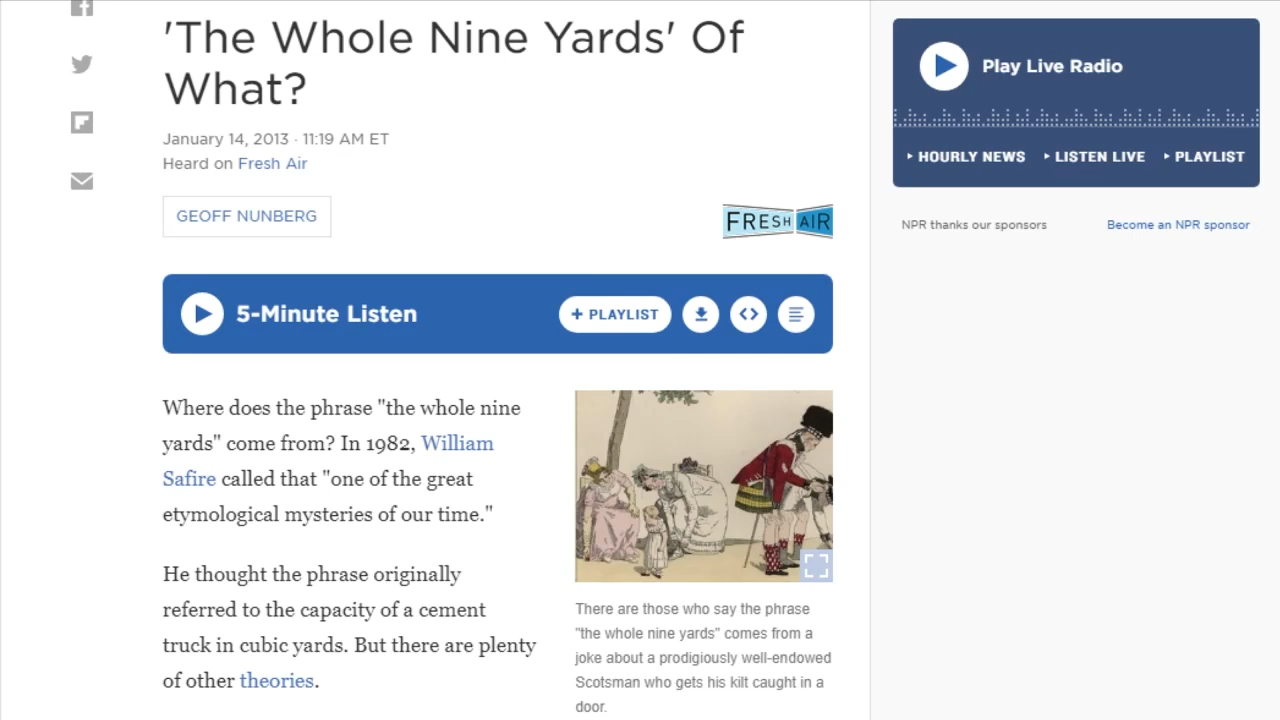 'The Whole Nine Yards' Of
What?
January 14, 2013 · 11:19 AM ET
Heard on Fresh Air
GEOFF NUNBERG
FRESH AIR
5-Minute Listen
+ PLAYLIST
Where does the phrase "the whole nine
yards" come from? In 1982, William
Safire called that "one of the great
etymological mysteries of our time."
He thought the phrase originally
referred to the capacity of a cement
truck in cubic yards. But there are plenty
of other theories.
There are those who say the phrase
"the whole nine yards" comes from a
joke about a prodigiously well-endowed
Scotsman who gets his kilt caught in a
door.
Play Live Radio
HOURLY NEWS LISTEN LIVE PLAYLIST
NPR thanks our sponsors Become an NPR sponsor